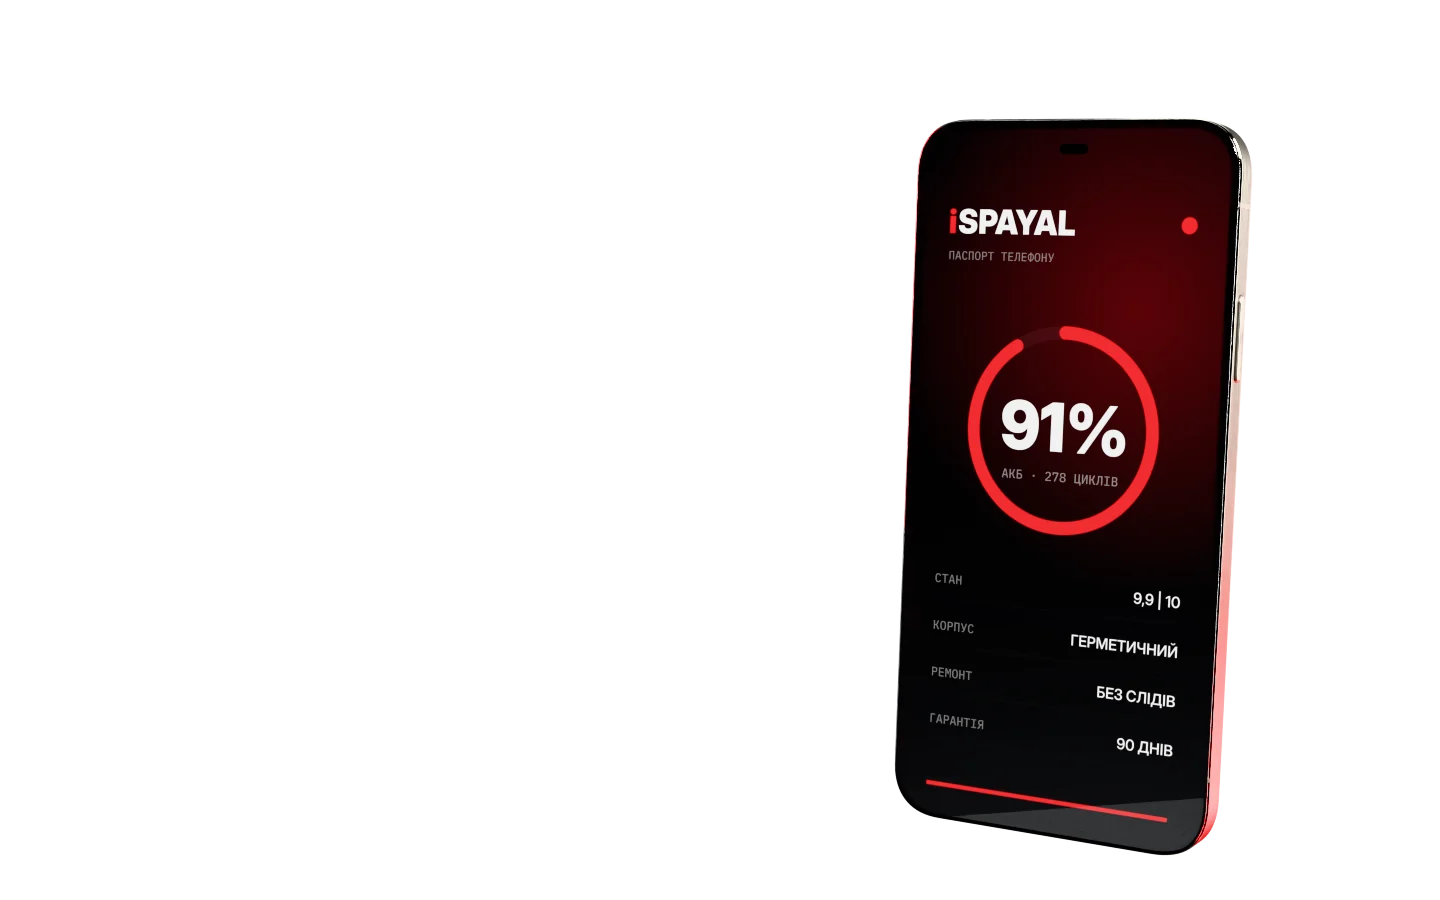 iSPAYAL
ПАСПОРТ ТЕЛЕФОНУ
91%
АКБ · 278 ЦИКЛІВ
СТАН
9,9 | 10
КОРПУС
ГЕРМЕТИЧНИЙ
РЕМОНТ
БЕЗ СЛІДІВ
ГАРАНТІЯ
90 ДНІВ